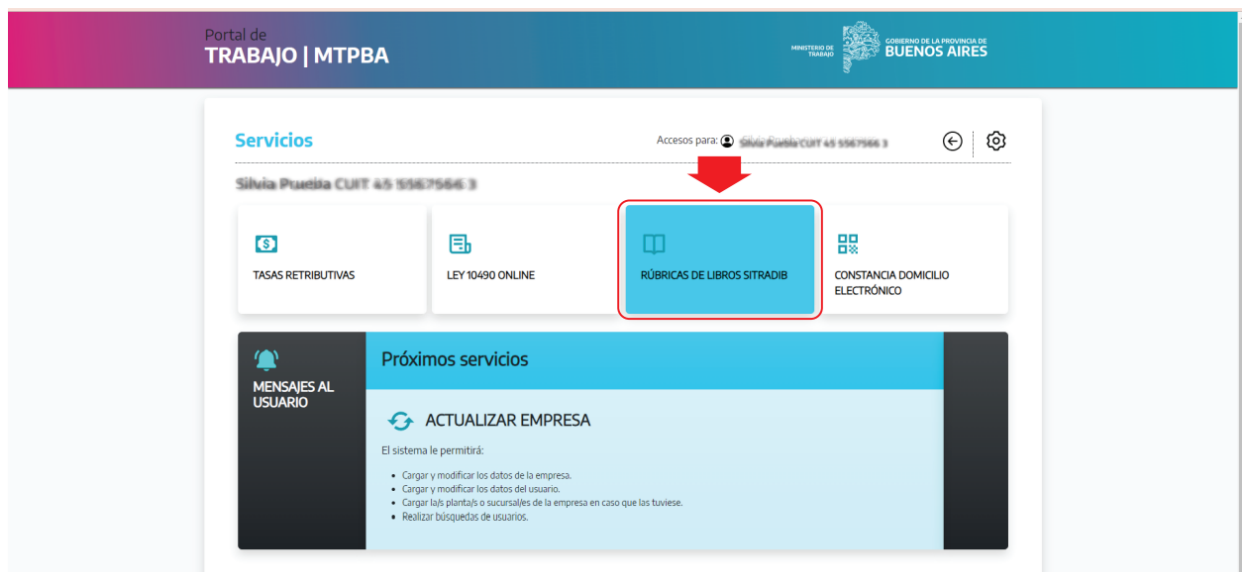 Portal de
TRABAJO | MTPBA
MINISTERIO DE
TRABAJO
GOBIERNO DE LA PROVINCIA DE
BUENOS AIRES
Servicios
Accesos para:
TASAS RETRIBUTIVAS
LEY 10490 ONLINE
RÚBRICAS DE LIBROS SITRADIB
CONSTANCIA DOMICILIO
ELECTRÓNICO
MENSAJES AL
USUARIO
Próximos servicios
ACTUALIZAR EMPRESA
El sistema le permitirá:
• Cargar y modificar los datos de la empresa.
• Cargar y modificar los datos del usuario.
• Cargar la/s planta/s o sucursal/es de la empresa en caso que las tuviese.
• Realizar búsquedas de usuarios.